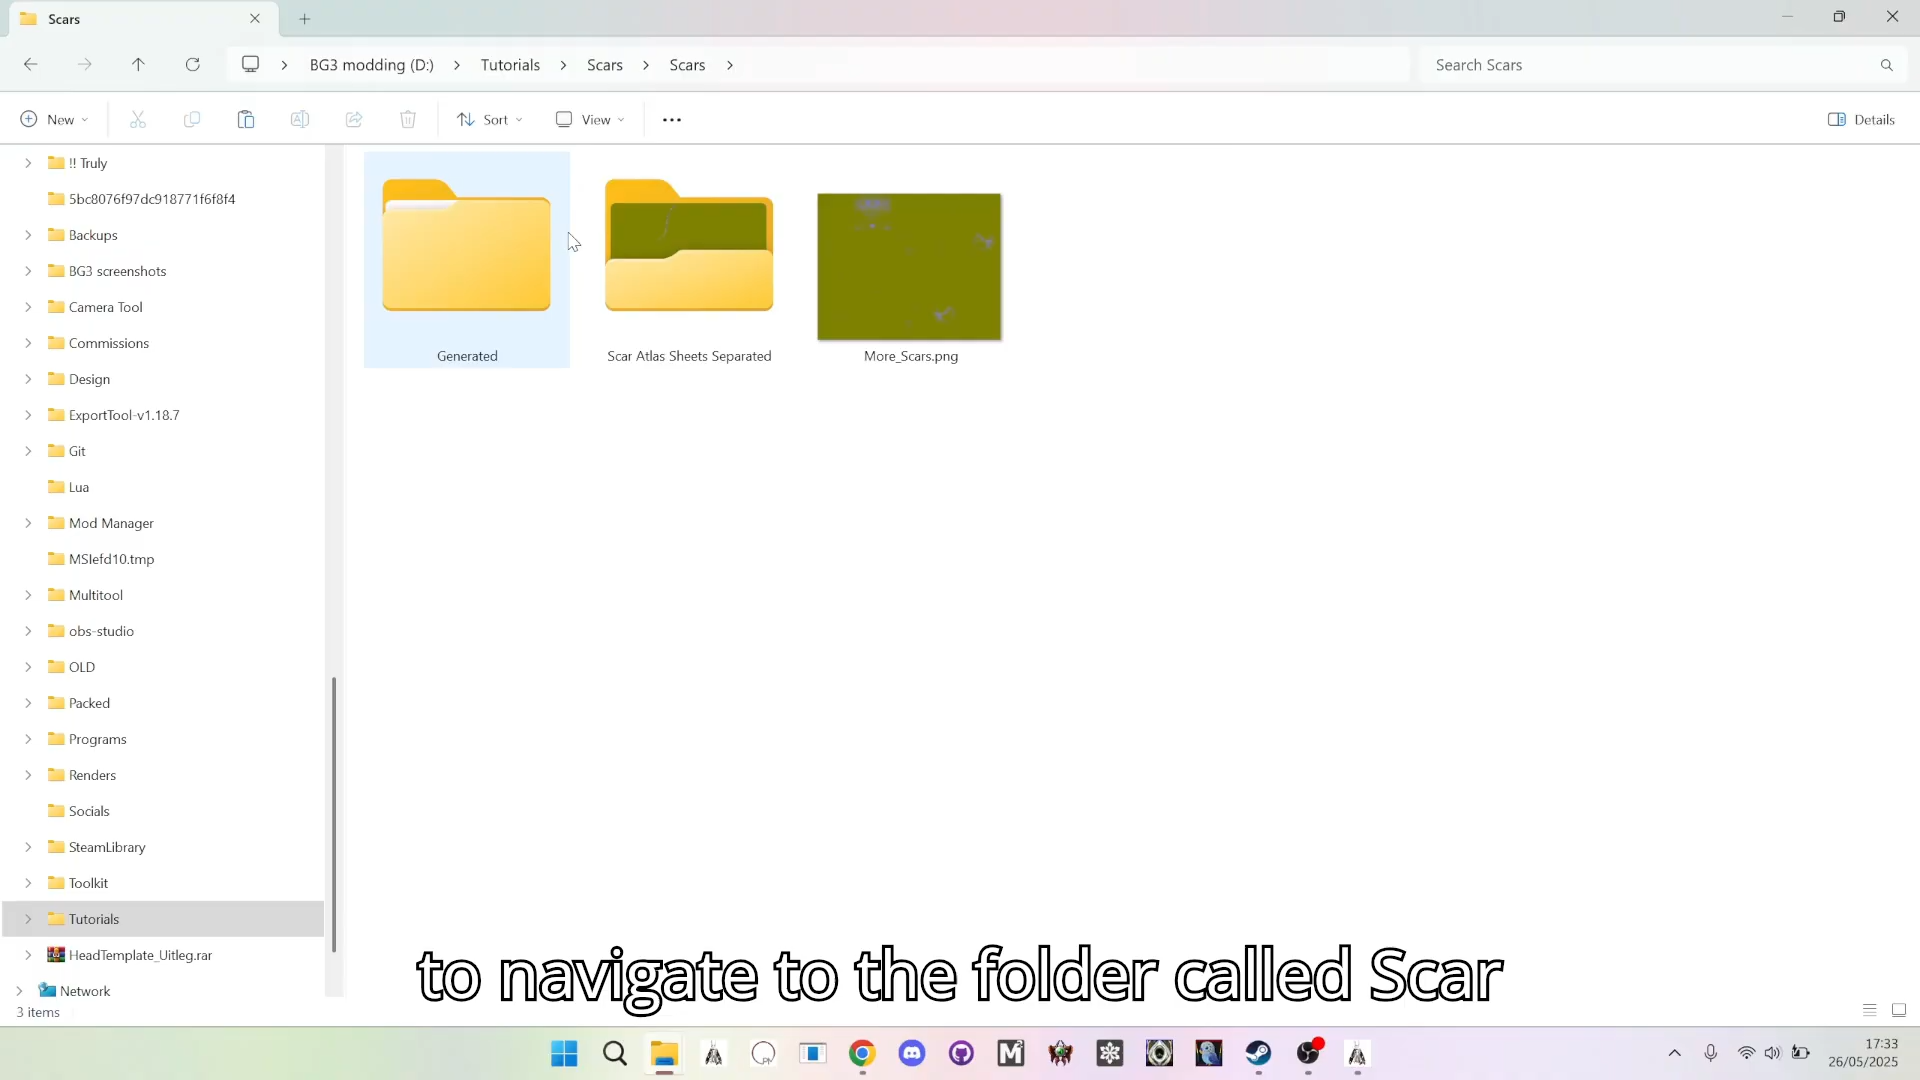 Scars
BG3 modding (D:)
Tutorials
Scars
Scars
Search Scars
New
Sort
View
Details
!! Truly
5bc8076f97dc918771f6f8f4
Backups
BG3 screenshots
Camera Tool
Commissions
Design
ExportTool-v1.18.7
Git
Lua
Mod Manager
MSIefd10.tmp
Multitool
obs-studio
OLD
Packed
Programs
Renders
Socials
SteamLibrary
Toolkit
Tutorials
HeadTemplate_Uitleg.rar
Network
3 items
Generated
Scar Atlas Sheets Separated
More_Scars.png
to navigate to the folder called Scar
17:33
26/05/2025